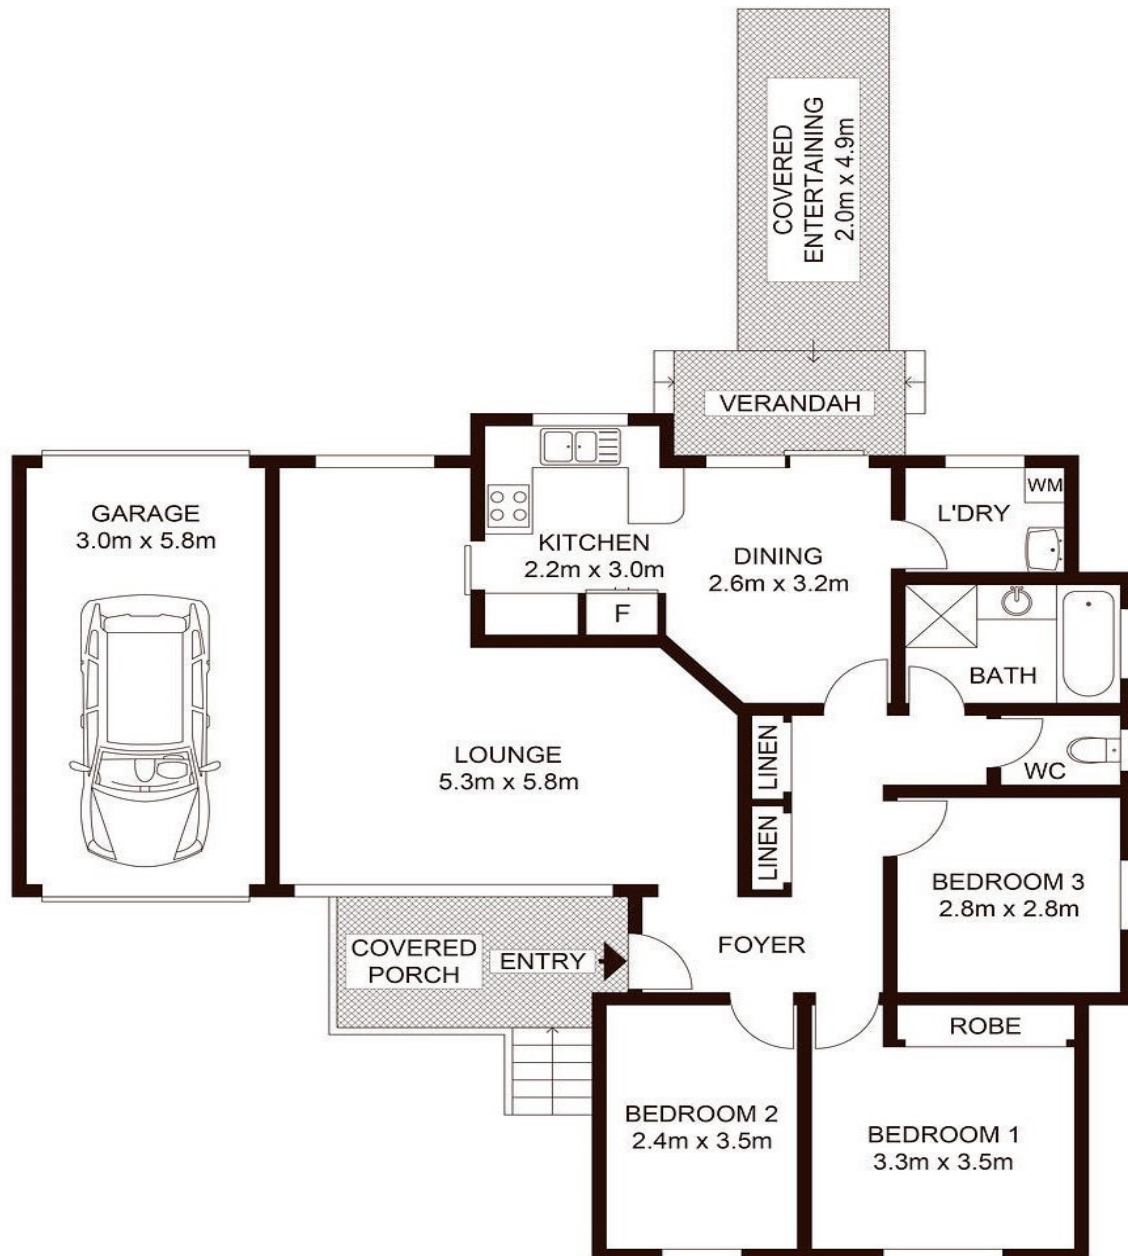 COVERED
ENTERTAINING
2.0m x 4.9m
VERANDAH
GARAGE
3.0m x 5.8m
KITCHEN
2.2m x 3.0m
F
DINING
2.6m x 3.2m
L'DRY
WM
BATH
LOUNGE
5.3m x 5.8m
LINEN
LINEN
WC
BEDROOM 3
2.8m x 2.8m
COVERED
PORCH
ENTRY
FOYER
ROBE
BEDROOM 2
2.4m x 3.5m
BEDROOM 1
3.3m x 3.5m